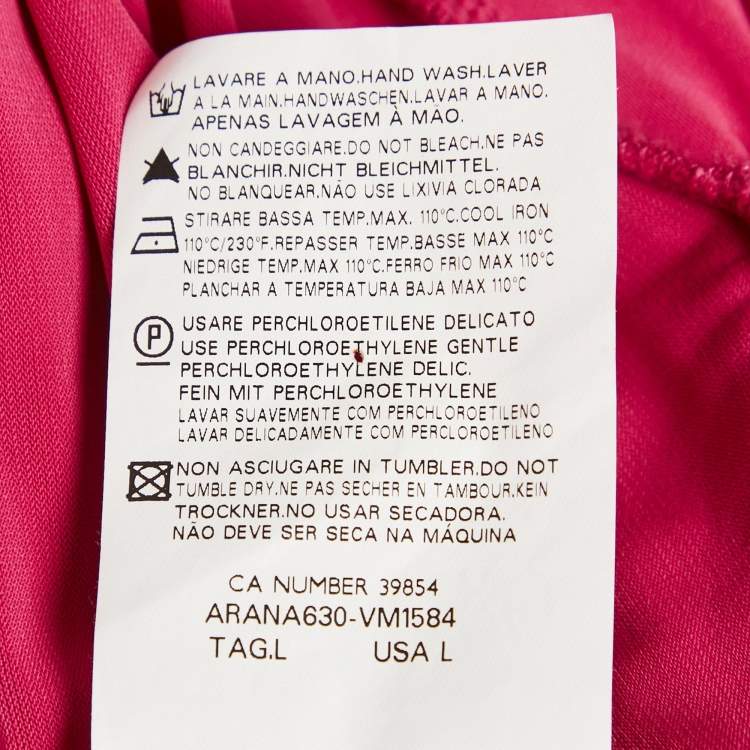 LAVARE A MANO.HAND WASH.LAVER
A LA MAIN.HANDWASCHEN.LAVAR A MANO.
APENAS LAVAGEM À MÃO.
NON CANDEGGIARE.DO NOT BLEACH.NE PAS
BLANCHIR.NICHT BLEICHMITTEL.
NO BLANQUEAR.NÃO USE LIXIVIA CLORADA
STIRARE BASSA TEMP.MAX. 110°C.COOL IRON
110°C/230°F.REPASSER TEMP.BASSE MAX 110°C
NIEDRIGE TEMP.MAX 110°C.FERRO FRIO MAX 110°C
PLANCHAR A TEMPERATURA BAJA MAX 110°C
P
USARE PERCHLOROETILENE DELICATO
USE PERCHLOROETHYLENE GENTLE
PERCHLOROETHYLENE DELIC.
FEIN MIT PERCHLOROETHYLENE
LAVAR SUAVEMENTE COM PERCHLOROETILENO
LAVAR DELICADAMENTE COM PERCLOROETILENO
NON ASCIUGARE IN TUMBLER.DO NOT
TUMBLE DRY.NE PAS SECHER EN TAMBOUR.KEIN
TROCKNER.NO USAR SECADORA.
NÃO DEVE SER SECA NA MÁQUINA
CA NUMBER 39854
ARANA630-VM1584
TAG.L USA L